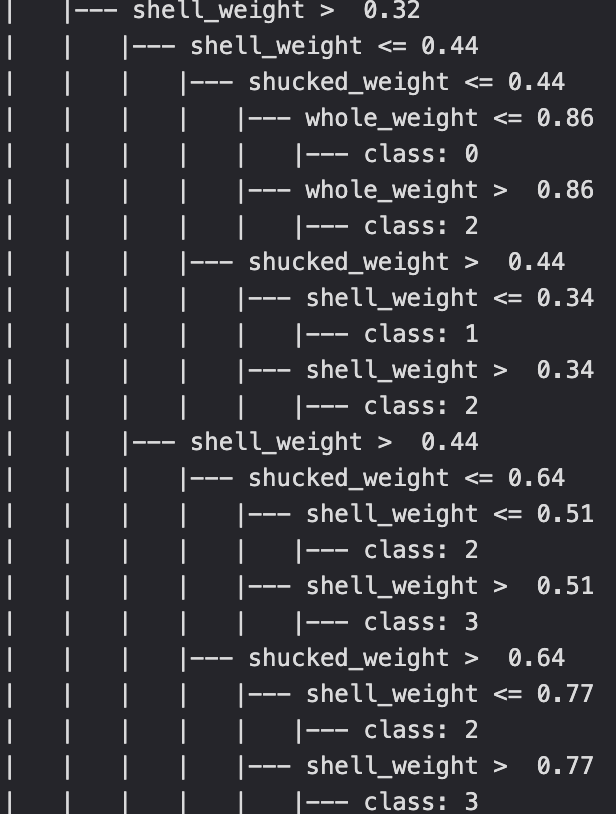 |   |--- shell_weight >  0.32
|   |   |--- shell_weight <= 0.44
|   |   |   |--- shucked_weight <= 0.44
|   |   |   |   |--- whole_weight <= 0.86
|   |   |   |   |   |--- class: 0
|   |   |   |   |--- whole_weight >  0.86
|   |   |   |   |   |--- class: 2
|   |   |   |--- shucked_weight >  0.44
|   |   |   |   |--- shell_weight <= 0.34
|   |   |   |   |   |--- class: 1
|   |   |   |   |--- shell_weight >  0.34
|   |   |   |   |   |--- class: 2
|   |   |--- shell_weight >  0.44
|   |   |   |--- shucked_weight <= 0.64
|   |   |   |   |--- shell_weight <= 0.51
|   |   |   |   |   |--- class: 2
|   |   |   |   |--- shell_weight >  0.51
|   |   |   |   |   |--- class: 3
|   |   |   |--- shucked_weight >  0.64
|   |   |   |   |--- shell_weight <= 0.77
|   |   |   |   |   |--- class: 2
|   |   |   |   |--- shell_weight >  0.77
|   |   |   |   |   |--- class: 3